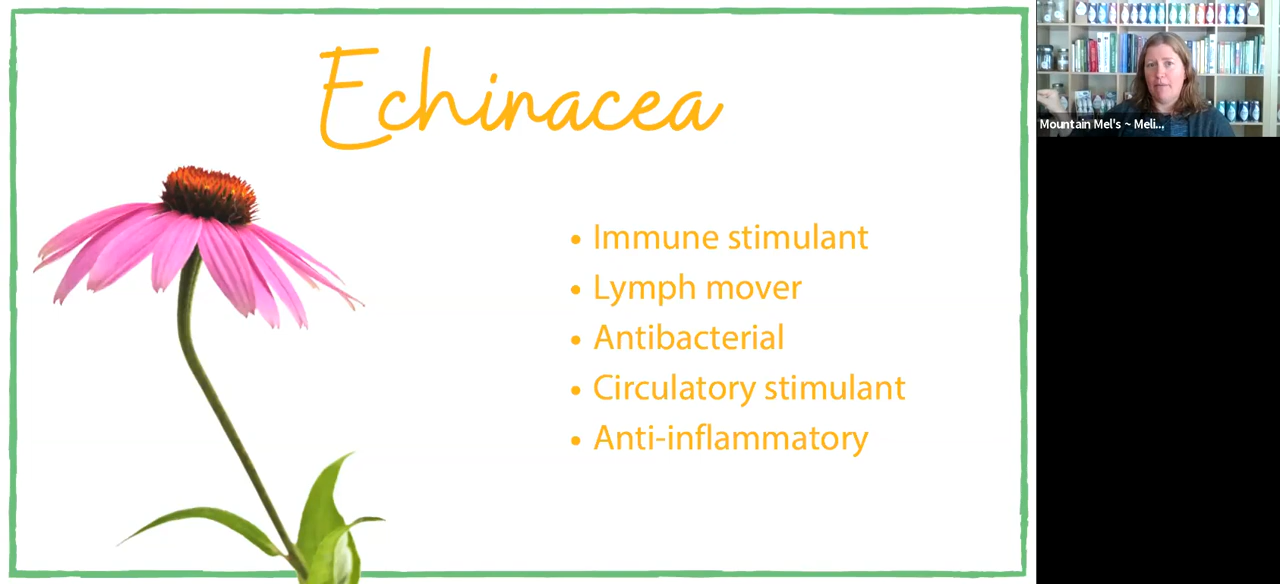 Echinacea
• Immune stimulant
• Lymph mover
• Antibacterial
• Circulatory stimulant
• Anti-inflammatory
Mountain Mel's ~ Meli...